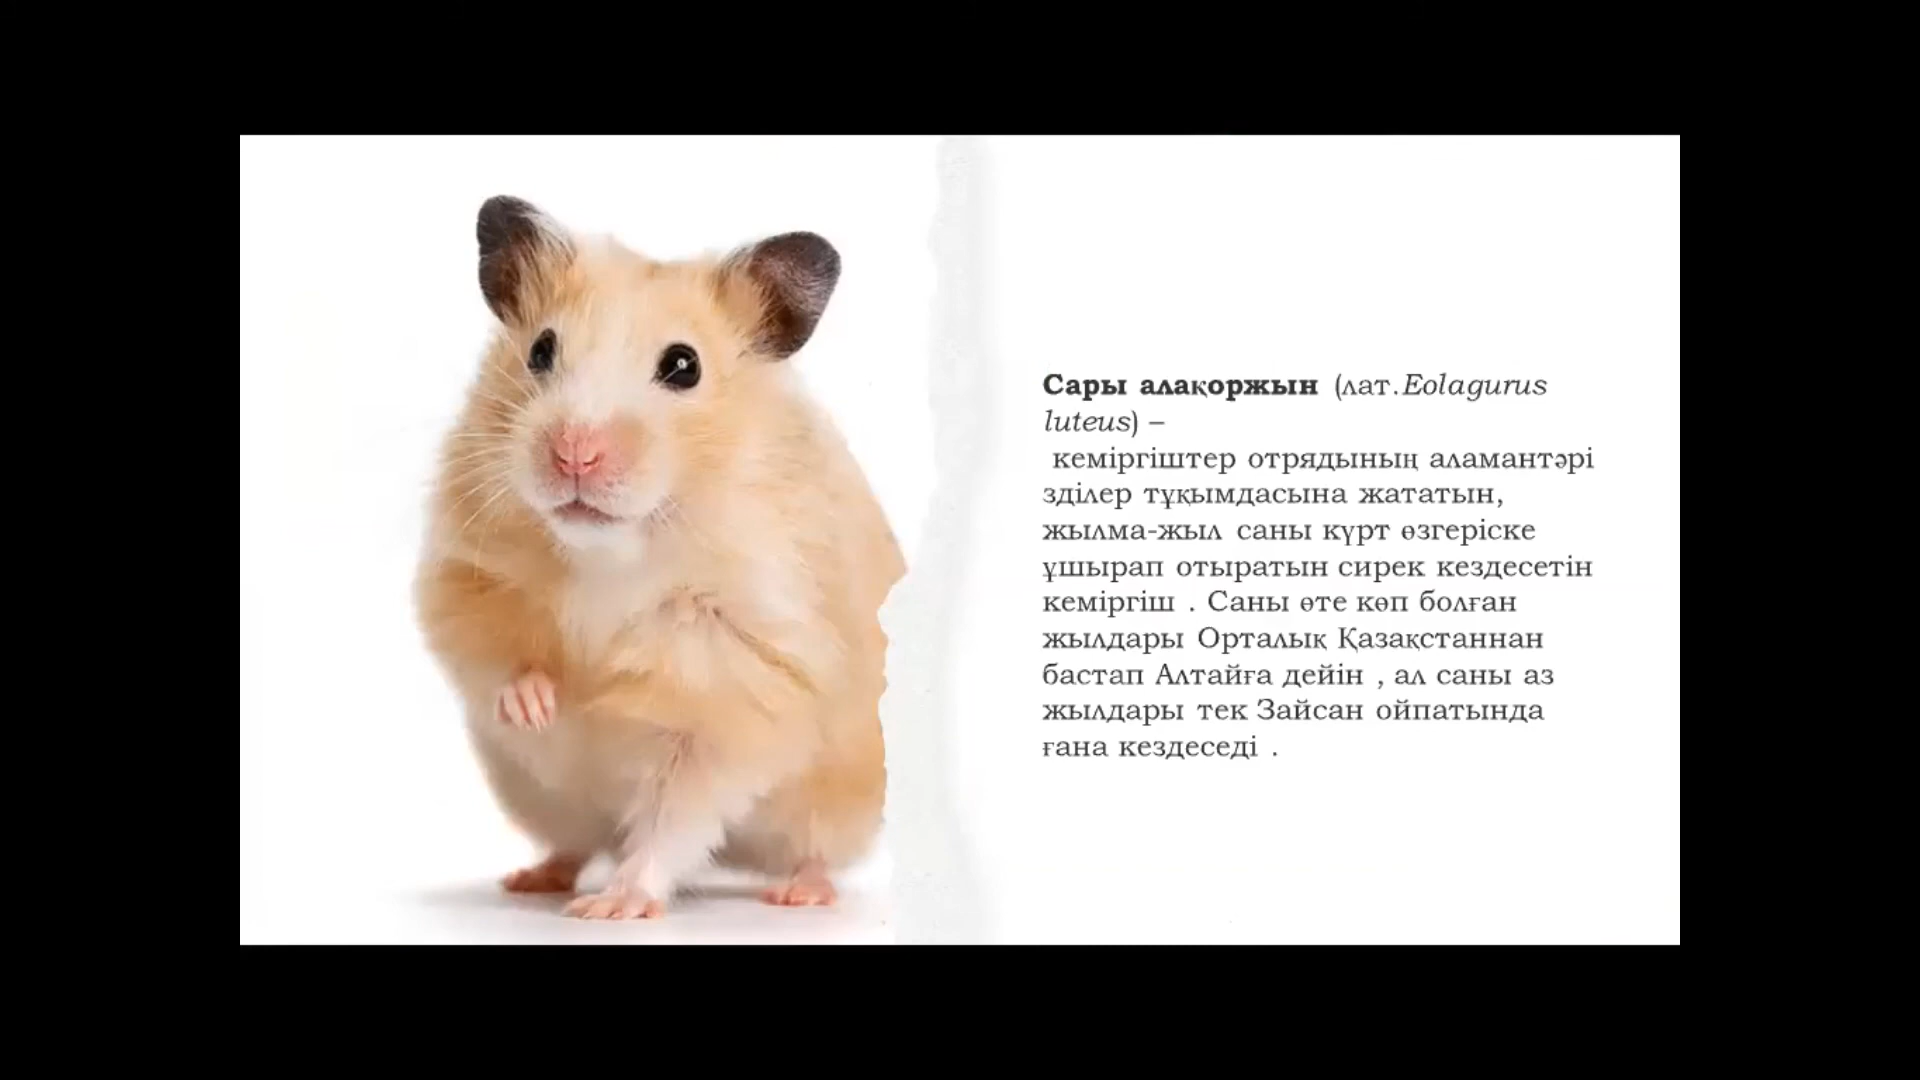 Сары алақоржын (лат.Eolagurus
luteus) –
кеміргіштер отрядының аламантәрі
зділер тұқымдасына жататын,
жылма-жыл саны күрт өзгеріске
ұшырап отыратын сирек кездесетін
кеміргіш . Саны өте көп болған
жылдары Орталық Қазақстаннан
бастап Алтайға дейін , ал саны аз
жылдары тек Зайсан ойпатында
ғана кездеседі .